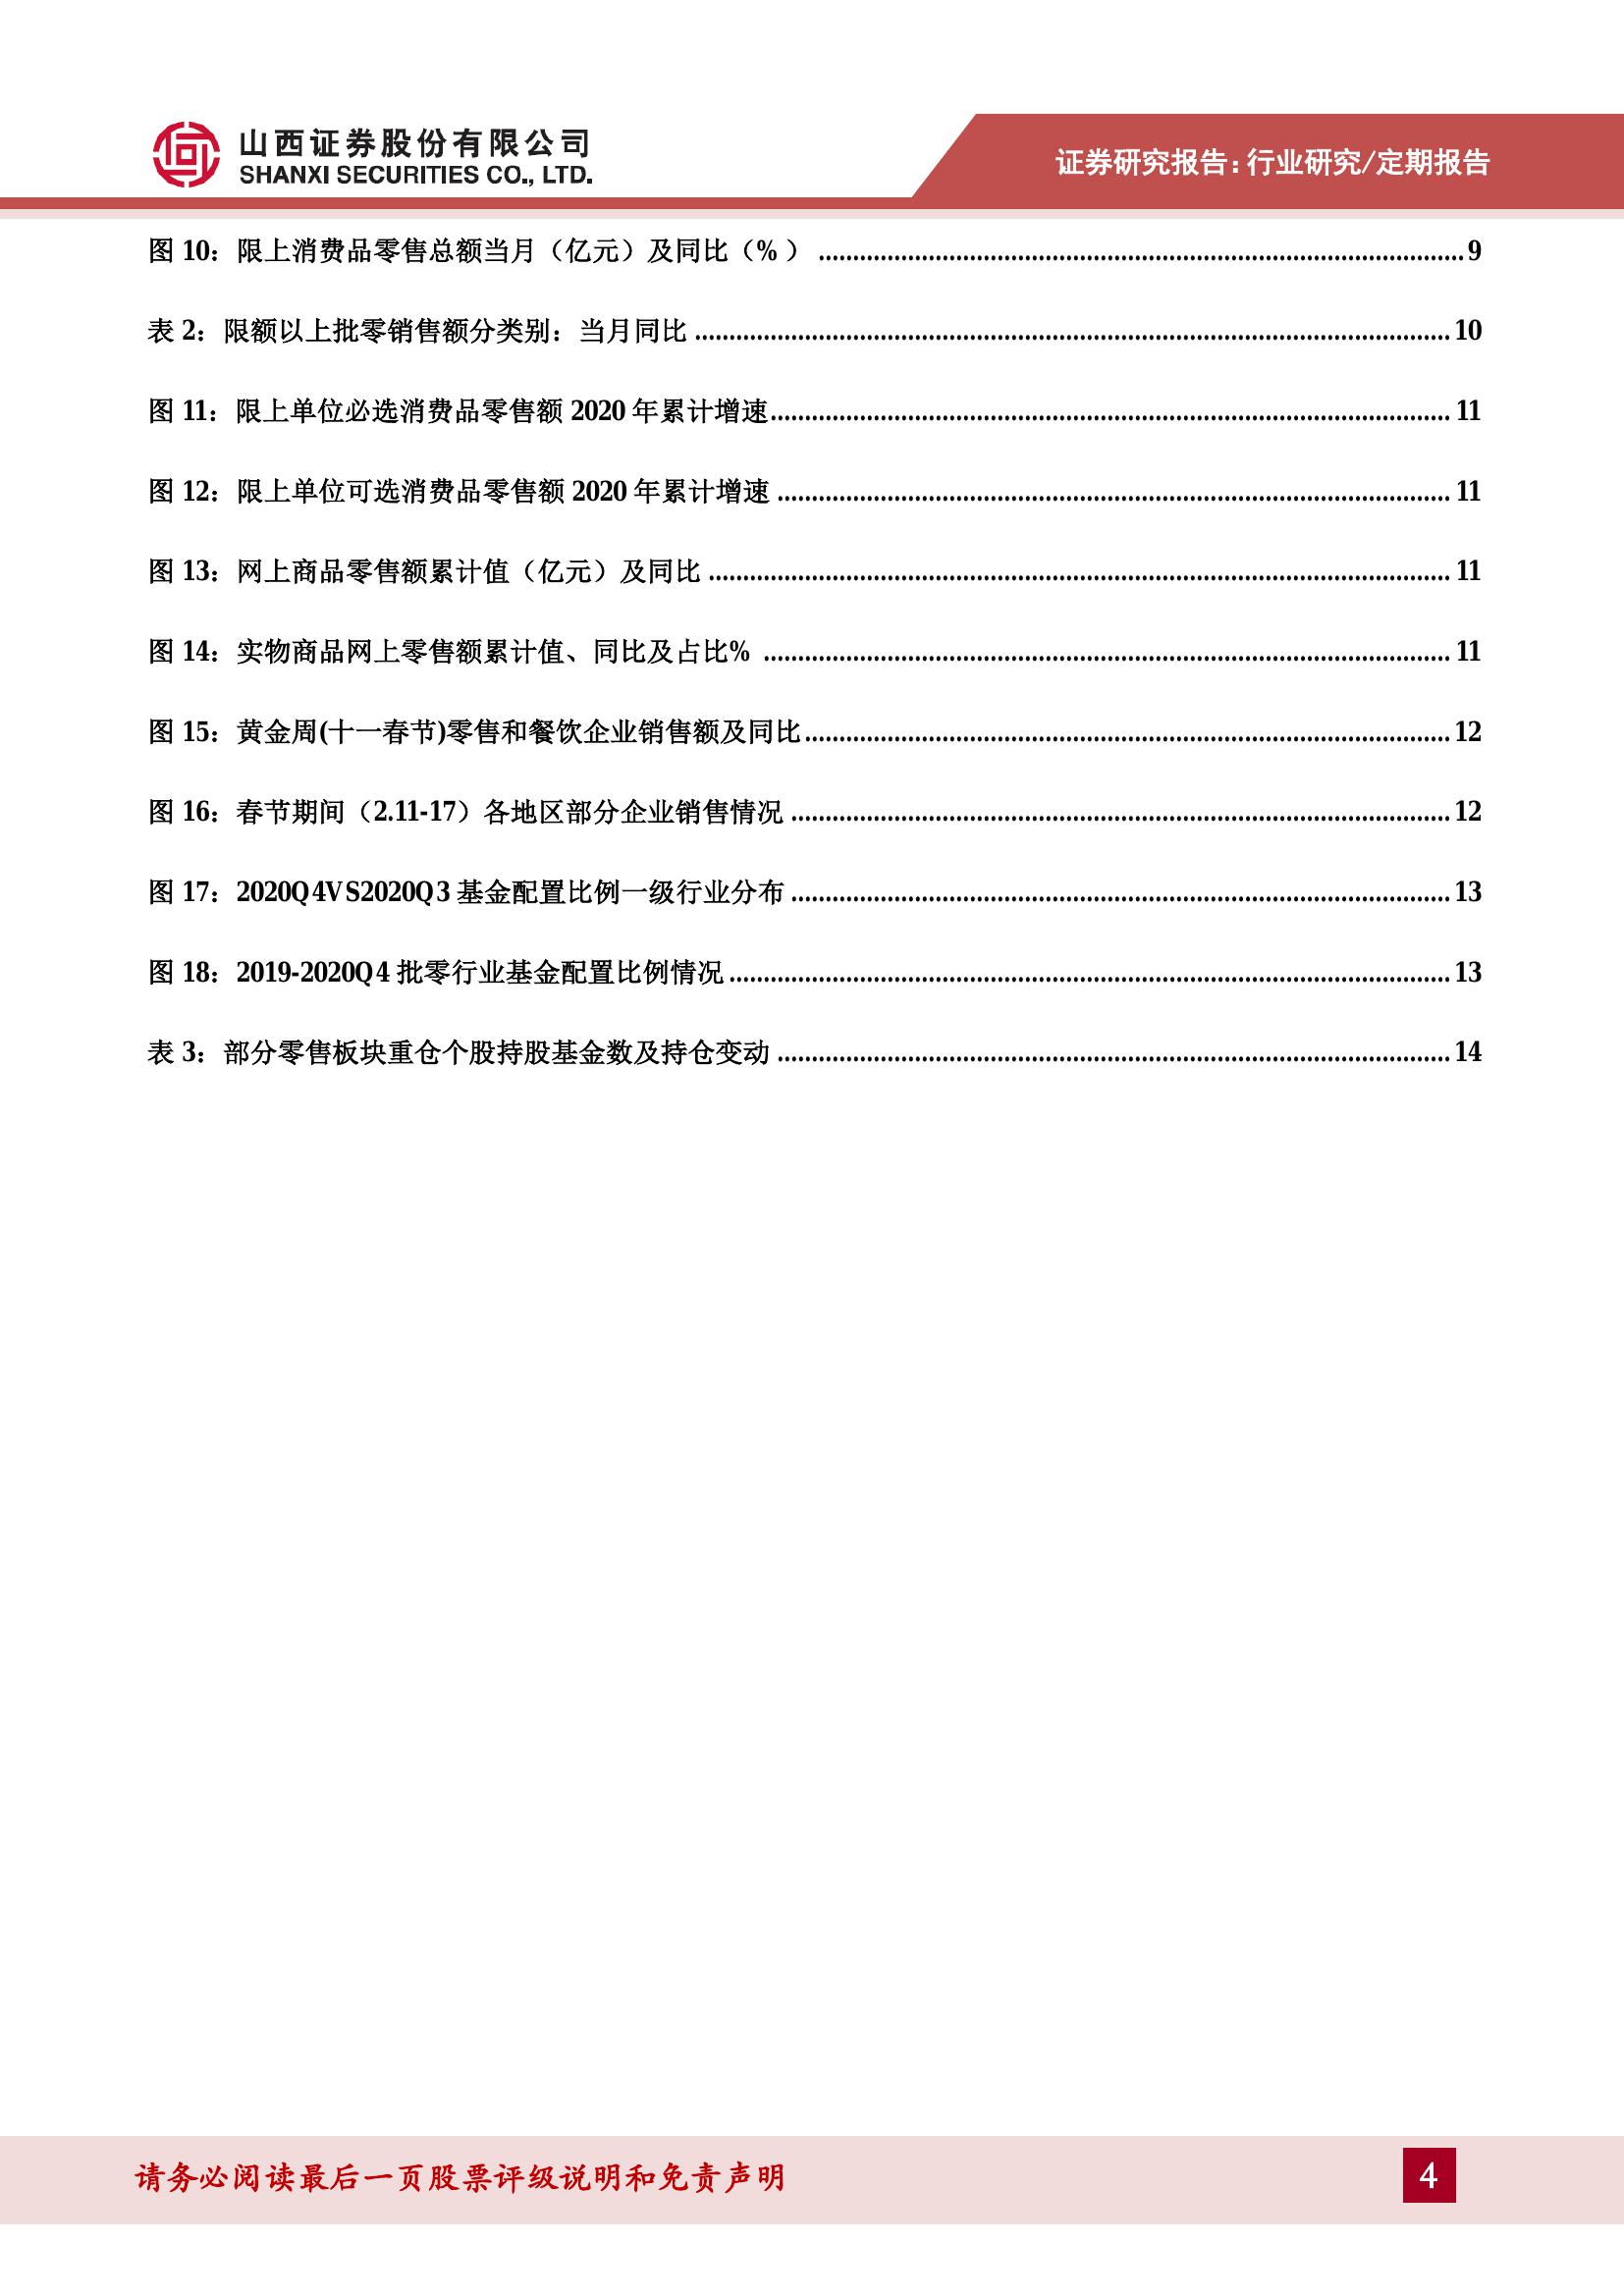 山西证券股份有限公司
SHANXI SECURITIES CO., LTD.
证券研究报告:行业研究/定期报告
图 10：限上消费品零售总额当月（亿元）及同比（%） ........ 9
表 2：限额以上批零销售额分类别：当月同比 ........ 10
图 11：限上单位必选消费品零售额 2020 年累计增速 ........ 11
图 12：限上单位可选消费品零售额 2020 年累计增速 ........ 11
图 13：网上商品零售额累计值（亿元）及同比 ........ 11
图 14：实物商品网上零售额累计值、同比及占比% ........ 11
图 15：黄金周(十一春节)零售和餐饮企业销售额及同比 ........ 12
图 16：春节期间（2.11-17）各地区部分企业销售情况 ........ 12
图 17：2020Q4VS2020Q3 基金配置比例一级行业分布 ........ 13
图 18：2019-2020Q4 批零行业基金配置比例情况 ........ 13
表 3：部分零售板块重仓个股持股基金数及持仓变动 ........ 14
请务必阅读最后一页股票评级说明和免责声明
4